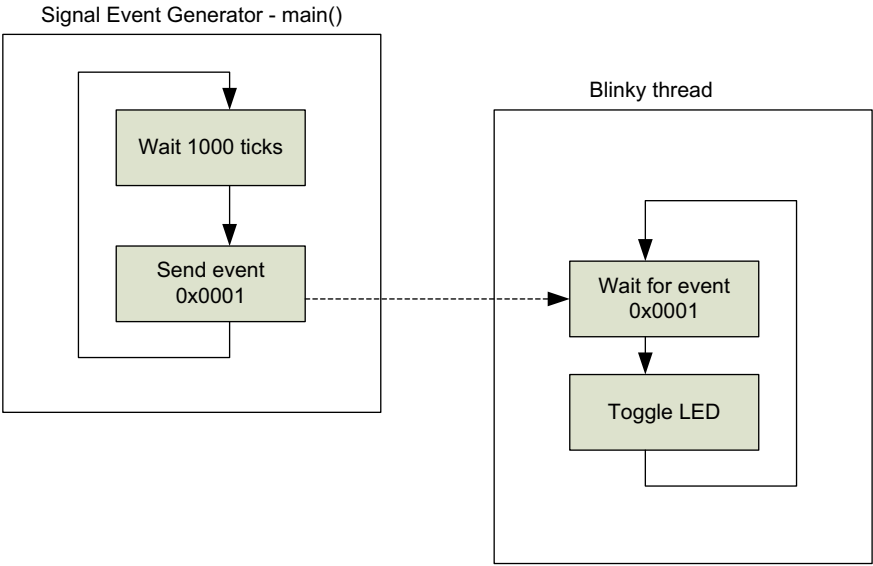 Signal Event Generator - main()
Wait 1000 ticks
Send event
0x0001
Blinky thread
Wait for event
0x0001
Toggle LED